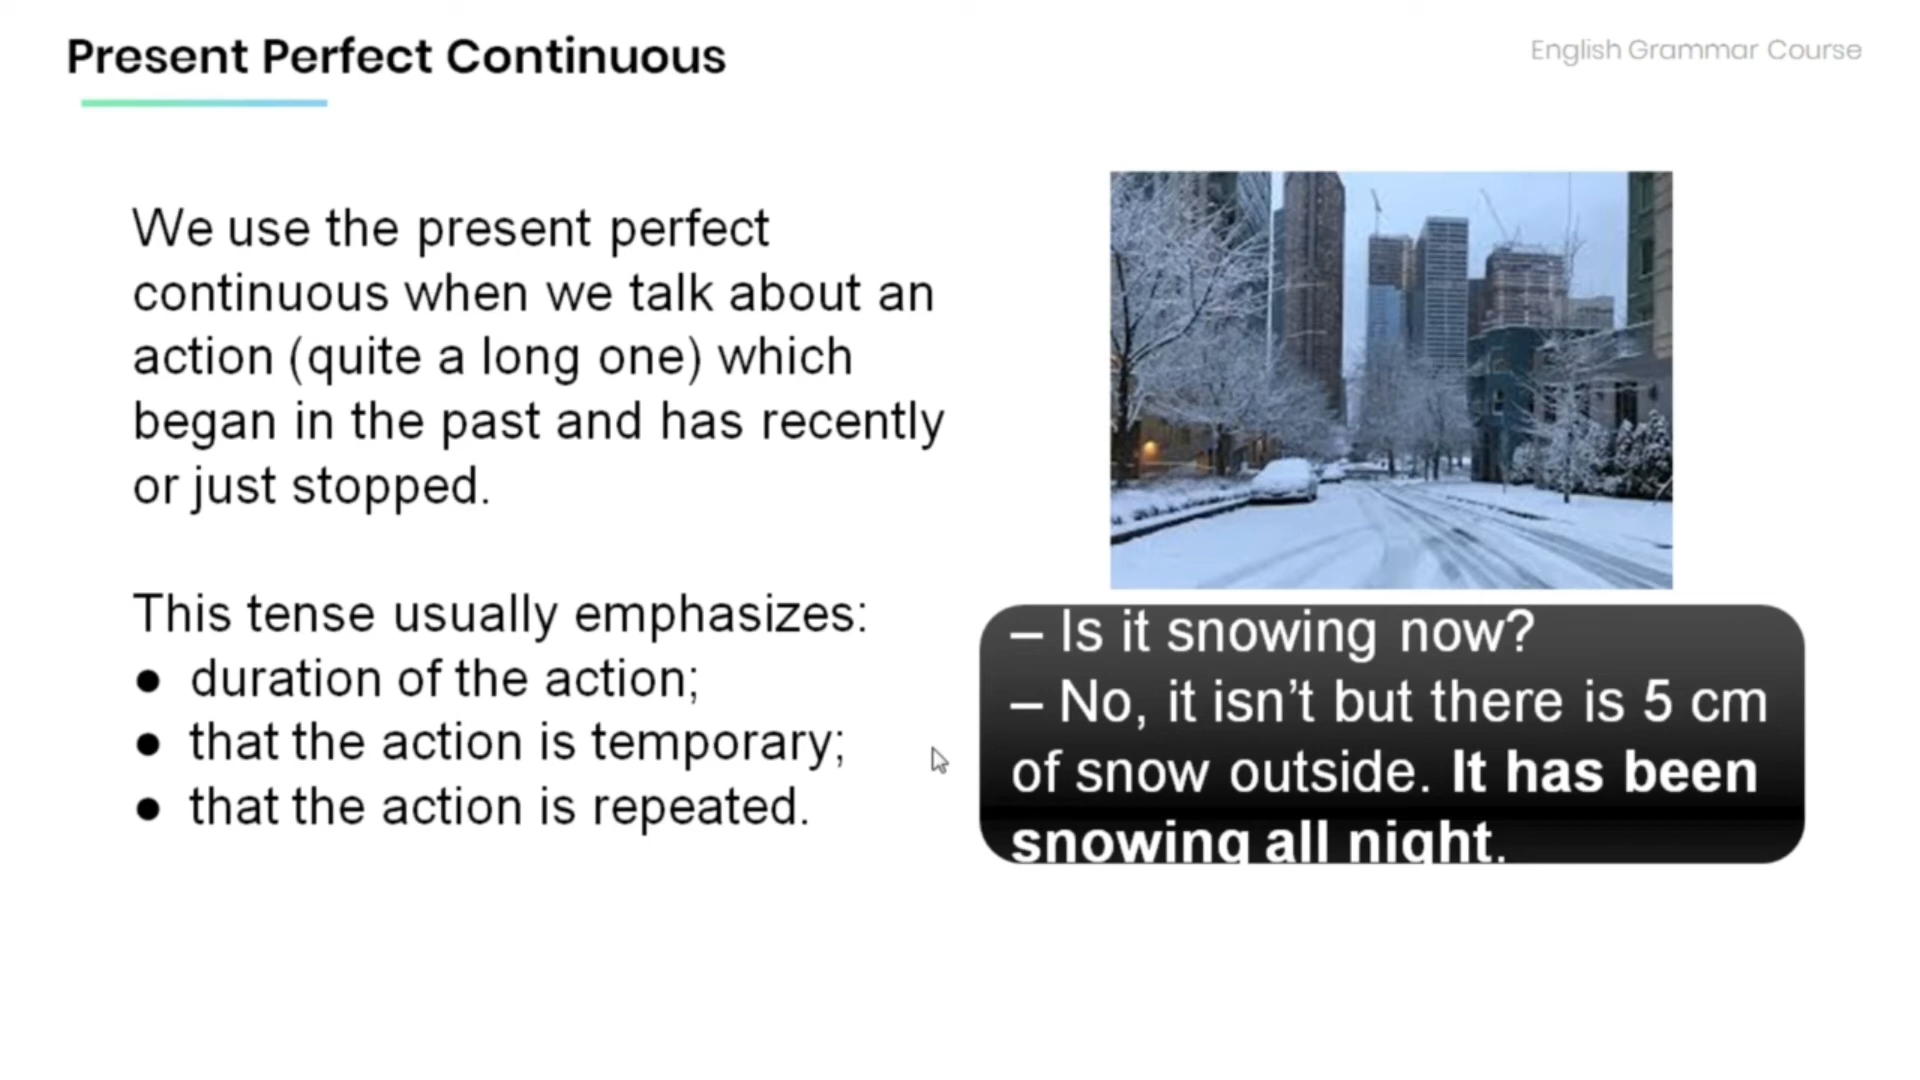 Present Perfect Continuous
English Grammar Course
We use the present perfect
continuous when we talk about an
action (quite a long one) which
began in the past and has recently
or just stopped.
This tense usually emphasizes:
● duration of the action;
● that the action is temporary;
● that the action is repeated.
– Is it snowing now?
– No, it isn’t but there is 5 cm
of snow outside. It has been
snowing all night.